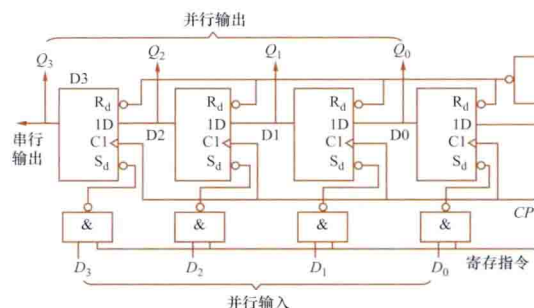 并行输出
Q3 Q2 Q1 Q0
D3
Rd Rd Rd Rd
1D D2 1D D1 1D D0 1D
串行
输出
C1 C1 C1 C1
Sd Sd Sd Sd
CP
& & & &
寄存指令
D3 D2 D1 D0
并行输入